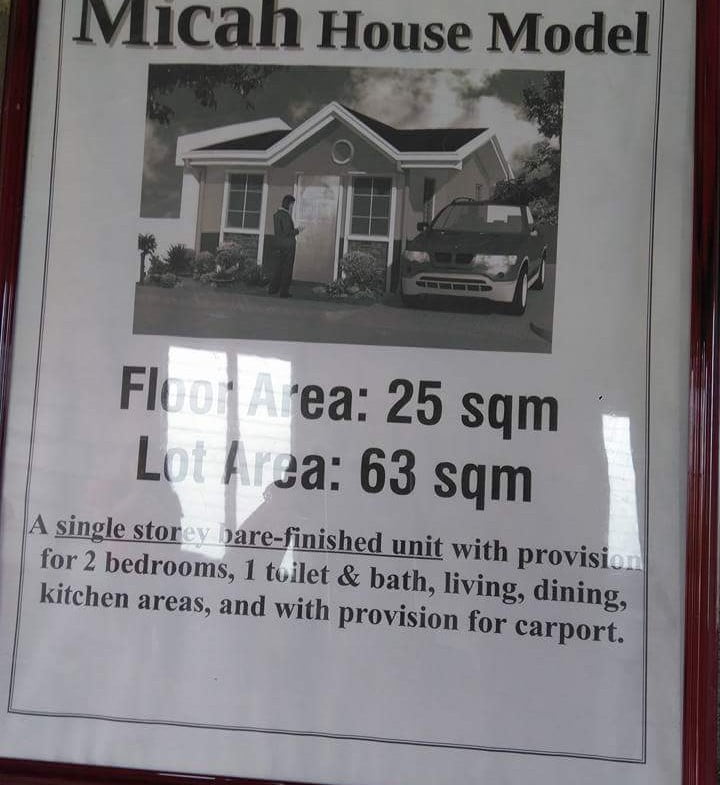 Micah House Model
Floor Area: 25 sqm
Lot Area: 63 sqm
A single storey bare-finished unit with provision
for 2 bedrooms, 1 toilet & bath, living, dining,
kitchen areas, and with provision for carport.